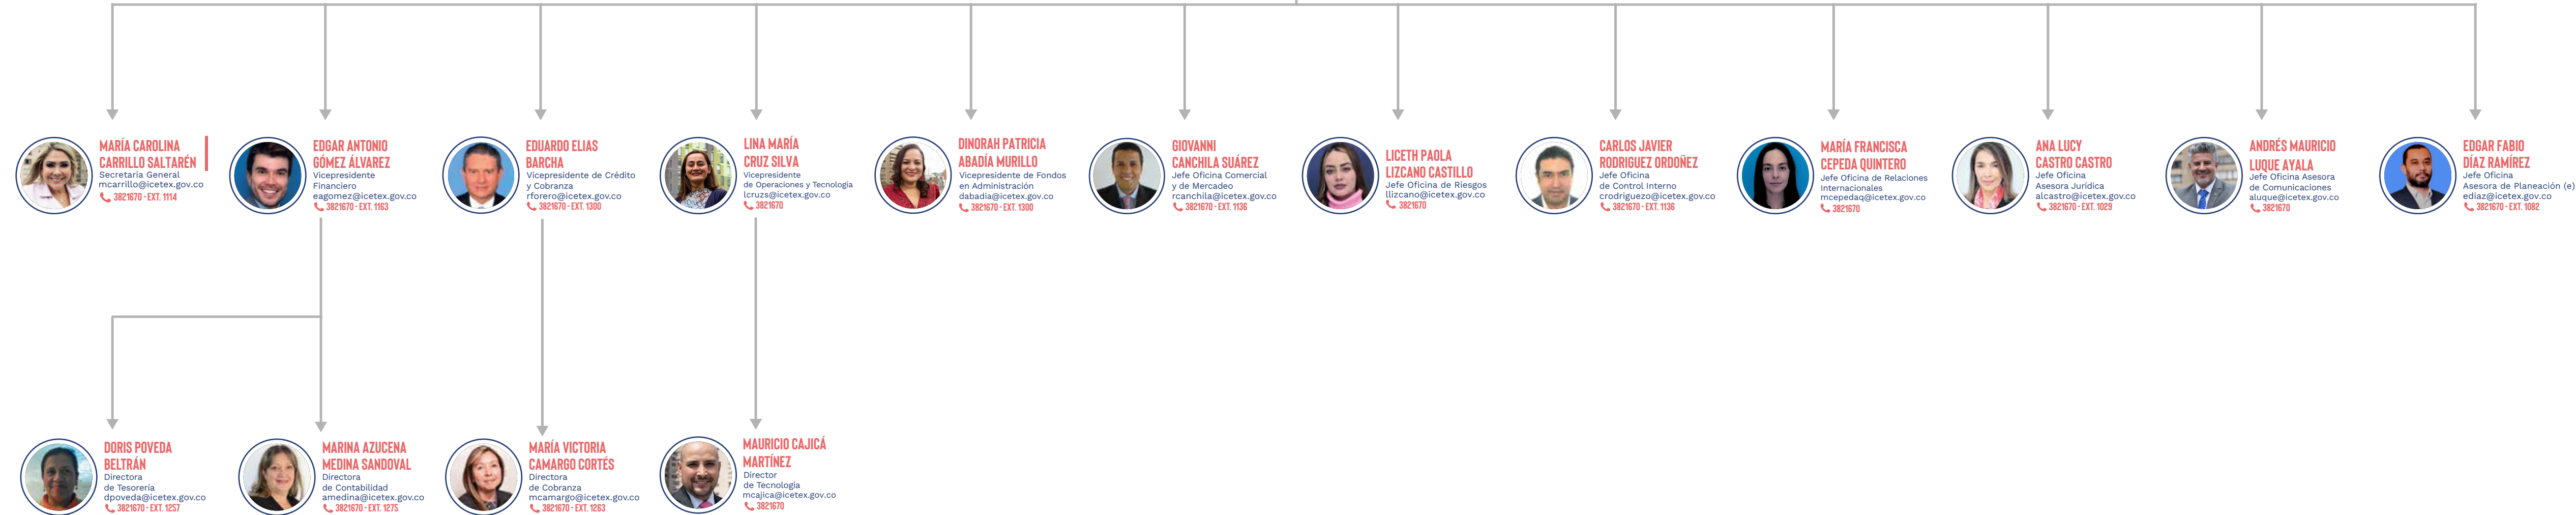 MARÍA CAROLINA
CARRILLO SALTARÉN
Secretaría General
mcarrillo@icetex.gov.co
3821670 - EXT. 1114
EDGAR ANTONIO
GÓMEZ ÁLVAREZ
Vicepresidente
Financiero
eagomez@icetex.gov.co
3821670 - EXT. 1163
EDUARDO ELIAS
BARCHA
Vicepresidente de Crédito
y Cobranza
rforero@icetex.gov.co
3821670 - EXT. 1300
LINA MARÍA
CRUZ SILVA
Vicepresidente
de Operaciones y Tecnología
lcruzs@icetex.gov.co
3821670
DINORAH PATRICIA
ABADÍA MURILLO
Vicepresidente de Fondos
en Administración
dabadia@icetex.gov.co
3821670 - EXT. 1300
GIOVANNI
CANCHILA SUÁREZ
Jefe Oficina Comercial
y de Mercadeo
rcanchila@icetex.gov.co
3821670 - EXT. 1136
LICETH PAOLA
LIZCANO CASTILLO
Jefe Oficina de Riesgos
llizcano@icetex.gov.co
3821670
CARLOS JAVIER
RODRIGUEZ ORDOÑEZ
Jefe Oficina
de Control Interno
crodriguezo@icetex.gov.co
3821670 - EXT. 1136
MARÍA FRANCISCA
CEPEDA QUINTERO
Jefe Oficina de Relaciones
Internacionales
mcepedaq@icetex.gov.co
3821670
ANA LUCY
CASTRO CASTRO
Jefe Oficina
Asesora Jurídica
alcastro@icetex.gov.co
3821670 - EXT. 1029
ANDRÉS MAURICIO
LUQUE AYALA
Jefe Oficina Asesora
de Comunicaciones
aluque@icetex.gov.co
3821670
EDGAR FABIO
DÍAZ RAMÍREZ
Jefe Oficina
Asesora de Planeación (e)
ediaz@icetex.gov.co
3821670 - EXT. 1082
DORIS POVEDA
BELTRÁN
Directora
de Tesorería
dpoveda@icetex.gov.co
3821670 - EXT. 1257
MARINA AZUCENA
MEDINA SANDOVAL
Directora
de Contabilidad
amedina@icetex.gov.co
3821670 - EXT. 1275
MARÍA VICTORIA
CAMARGO CORTÉS
Directora
de Cobranza
mcamargo@icetex.gov.co
3821670 - EXT. 1263
MAURICIO CAJICÁ
MARTÍNEZ
Director
de Tecnología
mcajica@icetex.gov.co
3821670